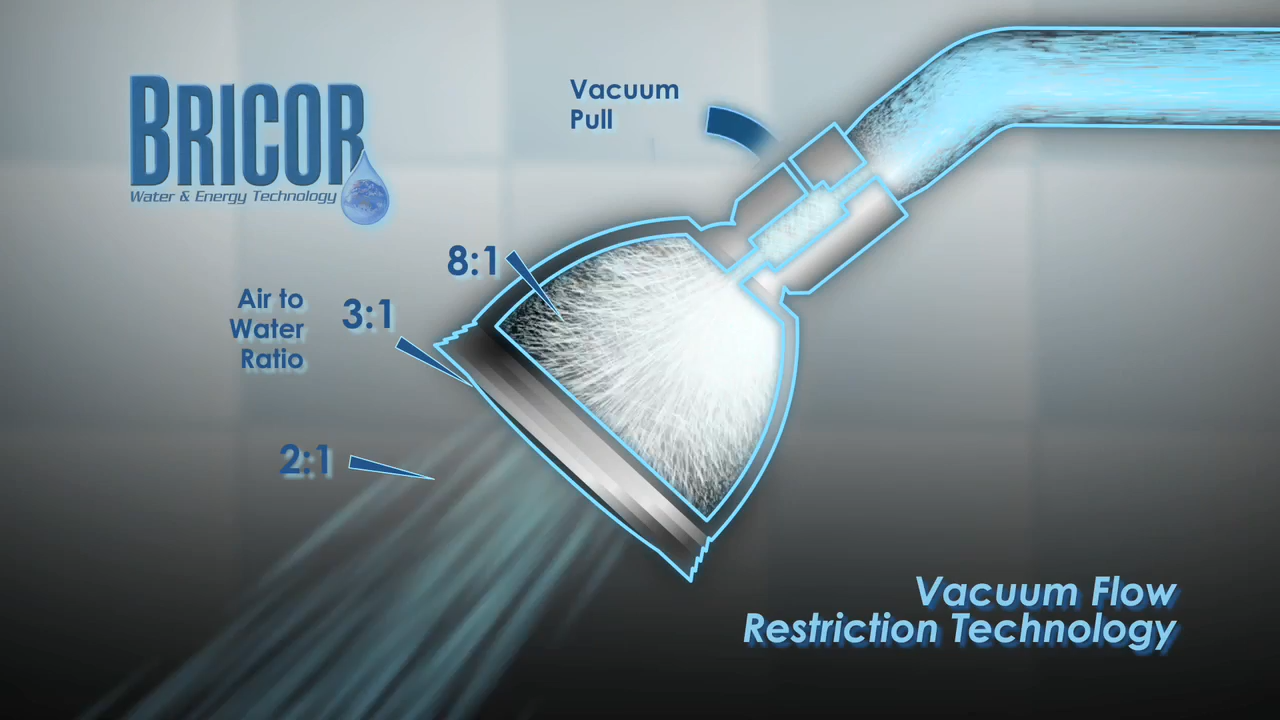 BRICOR
Water & Energy Technology
Vacuum
Pull
8:1
3:1
Air to
Water
Ratio
2:1
Vacuum Flow
Restriction Technology